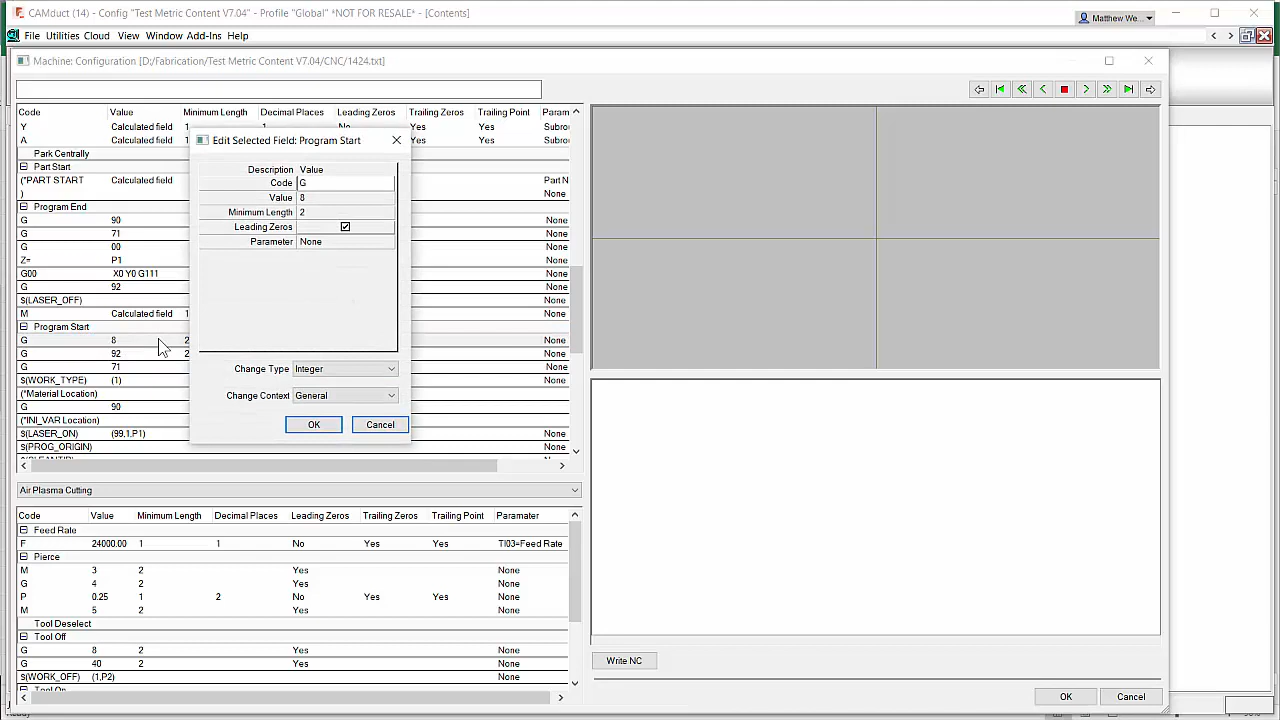 CAMduct (14) - Config "Test Metric Content V7.04" - Profile "Global" *NOT FOR RESALE* - [Contents]
Matthew We...
File Utilities Cloud View Window Add-Ins Help
Machine: Configuration [D:/Fabrication/Test Metric Content V7.04/CNC/1424.txt]
Code Value Minimum Length Decimal Places Leading Zeros Trailing Zeros Trailing Point Param
Y Calculated field 1 1 No Yes Yes Subrou
A Calculated field Yes Yes Subrou
Park Centrally
Part Start
(*PART START Calculated field Part N
) None
Program End
G 90 None
G 71 None
G 00 None
Z= P1 None
G00 X0 Y0 G111 None
G 92 None
$(LASER_OFF) None
M Calculated field 1 None
Program Start
G 8 2 None
G 92 2 None
G 71 None
$(WORK_TYPE) (1) None
(*Material Location)
G 90 None
(*INI_VAR Location)
$(LASER_ON) (99,1,P1) None
$(PROG_ORIGIN) None
Edit Selected Field: Program Start
Description Value
Code G
Value 8
Minimum Length 2
Leading Zeros
Parameter None
Change Type Integer
Change Context General
OK Cancel
Air Plasma Cutting
Code Value Minimum Length Decimal Places Leading Zeros Trailing Zeros Trailing Point Paramater
Feed Rate
F 24000.00 1 1 No Yes Yes TI03=Feed Rate
Pierce
M 3 2 Yes None
G 4 2 Yes None
P 0.25 1 2 No Yes Yes None
M 5 2 Yes None
Tool Deselect
Tool Off
G 8 2 Yes None
G 40 2 Yes None
$(WORK_OFF) (1,P2) None
Tool On
Write NC
OK Cancel
Ready